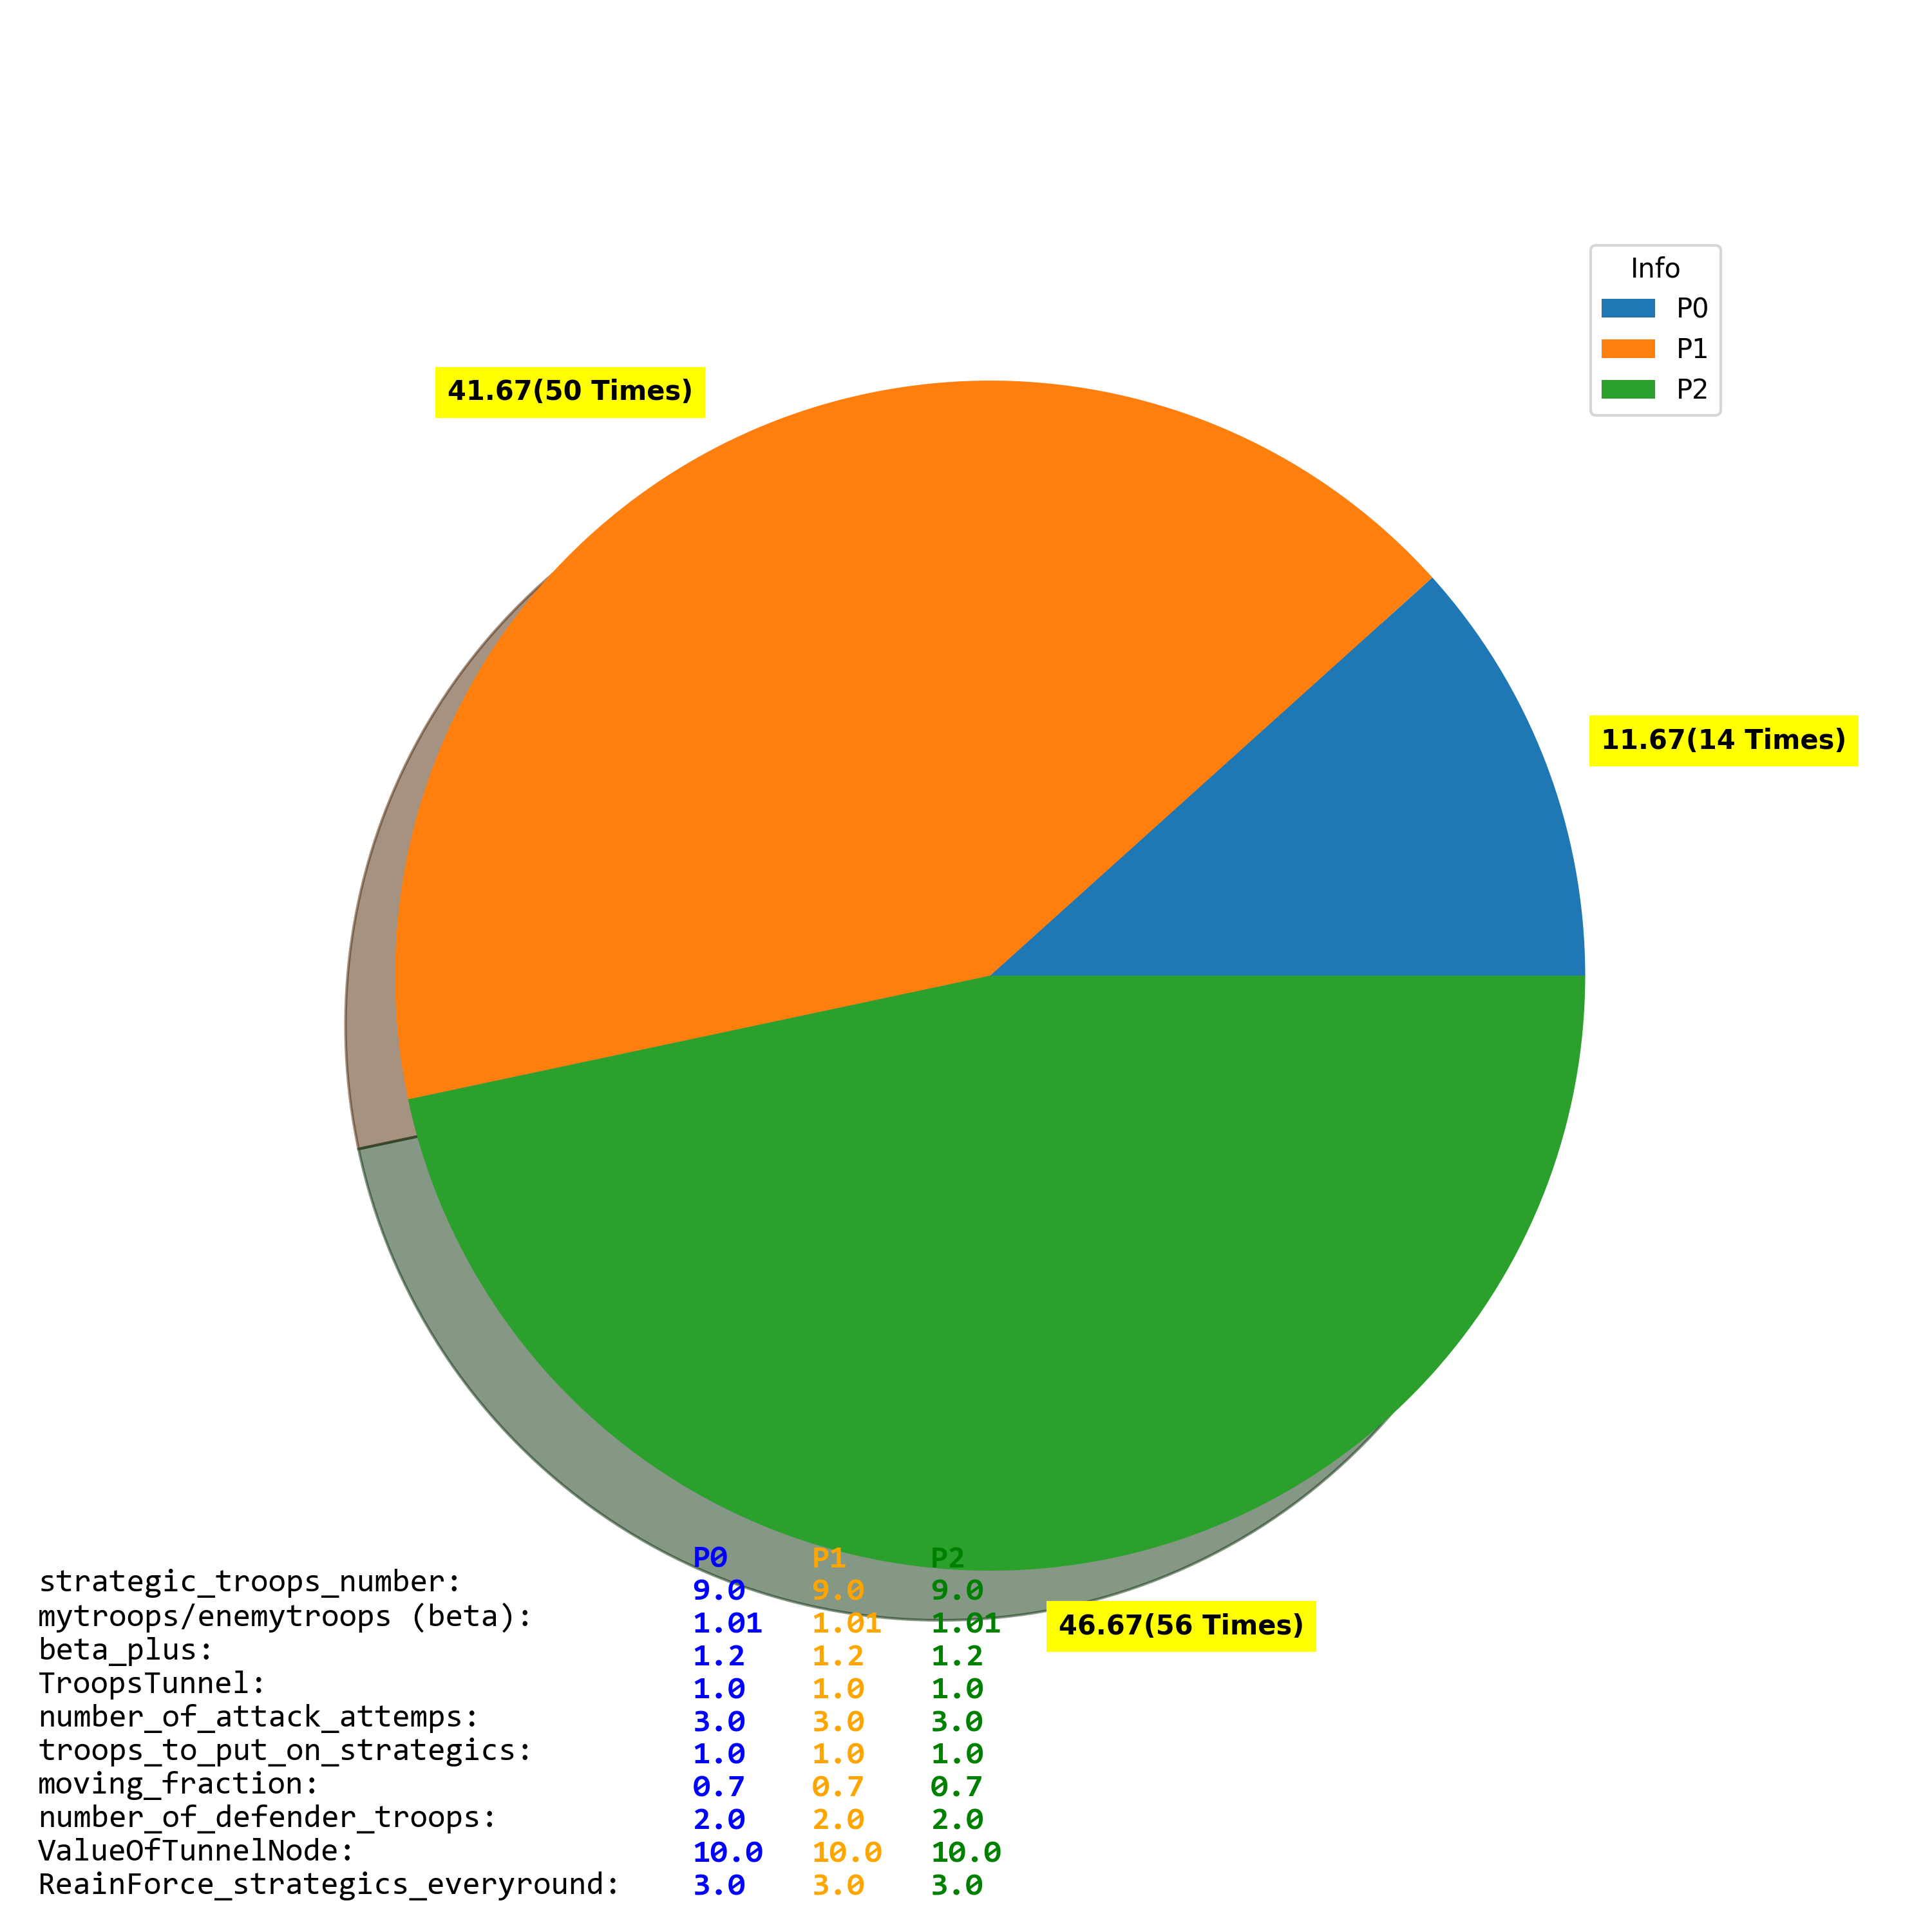 Info
P0
P1
P2
41.67(50 Times)
11.67(14 Times)
46.67(56 Times)
P0 P1 P2
strategic_troops_number: 9.0 9.0 9.0
mytroops/enemytroops (beta): 1.01 1.01 1.01
beta_plus: 1.2 1.2 1.2
TroopsTunnel: 1.0 1.0 1.0
number_of_attack_attemps: 3.0 3.0 3.0
troops_to_put_on_strategics: 1.0 1.0 1.0
moving_fraction: 0.7 0.7 0.7
number_of_defender_troops: 2.0 2.0 2.0
ValueOfTunnelNode: 10.0 10.0 10.0
ReainForce_strategics_everyround: 3.0 3.0 3.0